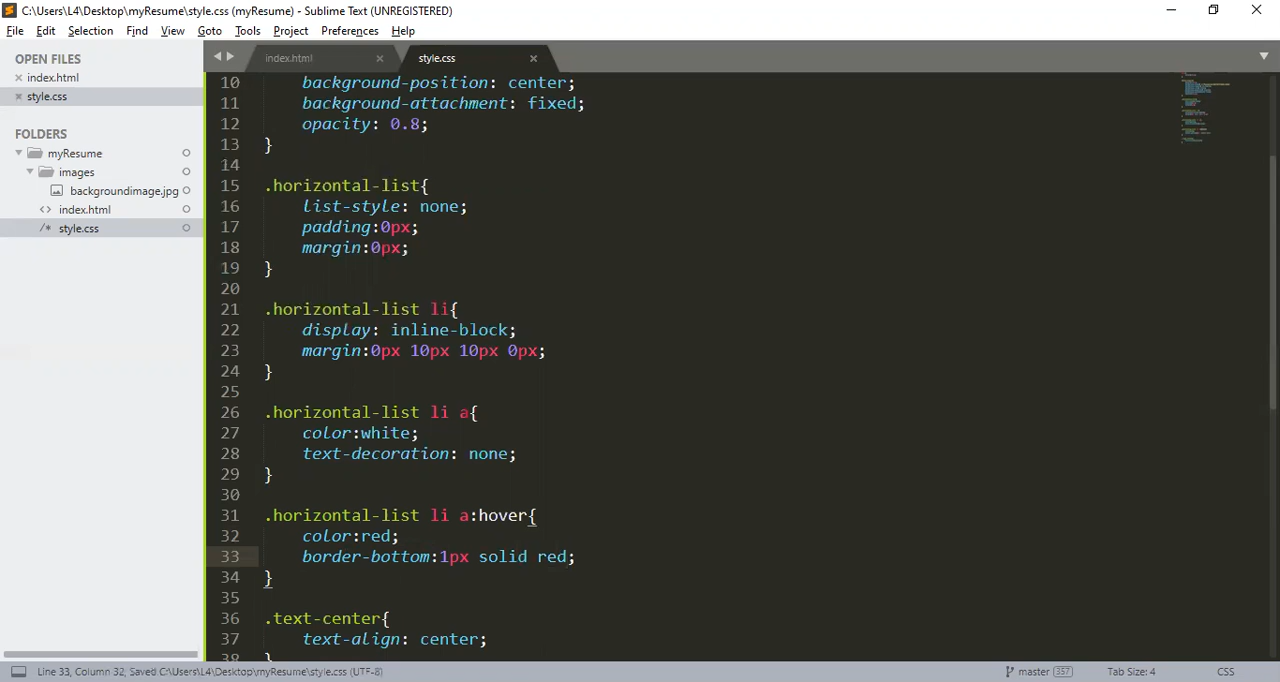 C:\Users\L4\Desktop\myResume\style.css (myResume) - Sublime Text (UNREGISTERED)
File Edit Selection Find View Goto Tools Project Preferences Help
OPEN FILES
index.html
style.css
FOLDERS
myResume
images
backgroundimage.jpg
index.html
/* style.css
index.html
style.css
10 background-position: center;
11 background-attachment: fixed;
12 opacity: 0.8;
13 }
14
15 .horizontal-list{
16 list-style: none;
17 padding:0px;
18 margin:0px;
19 }
20
21 .horizontal-list li{
22 display: inline-block;
23 margin:0px 10px 10px 0px;
24 }
25
26 .horizontal-list li a{
27 color:white;
28 text-decoration: none;
29 }
30
31 .horizontal-list li a:hover{
32 color:red;
33 border-bottom:1px solid red;
34 }
35
36 .text-center{
37 text-align: center;
38 }
Line 33, Column 32, Saved C:\Users\L4\Desktop\myResume\style.css (UTF-8)
master 357
Tab Size: 4
CSS